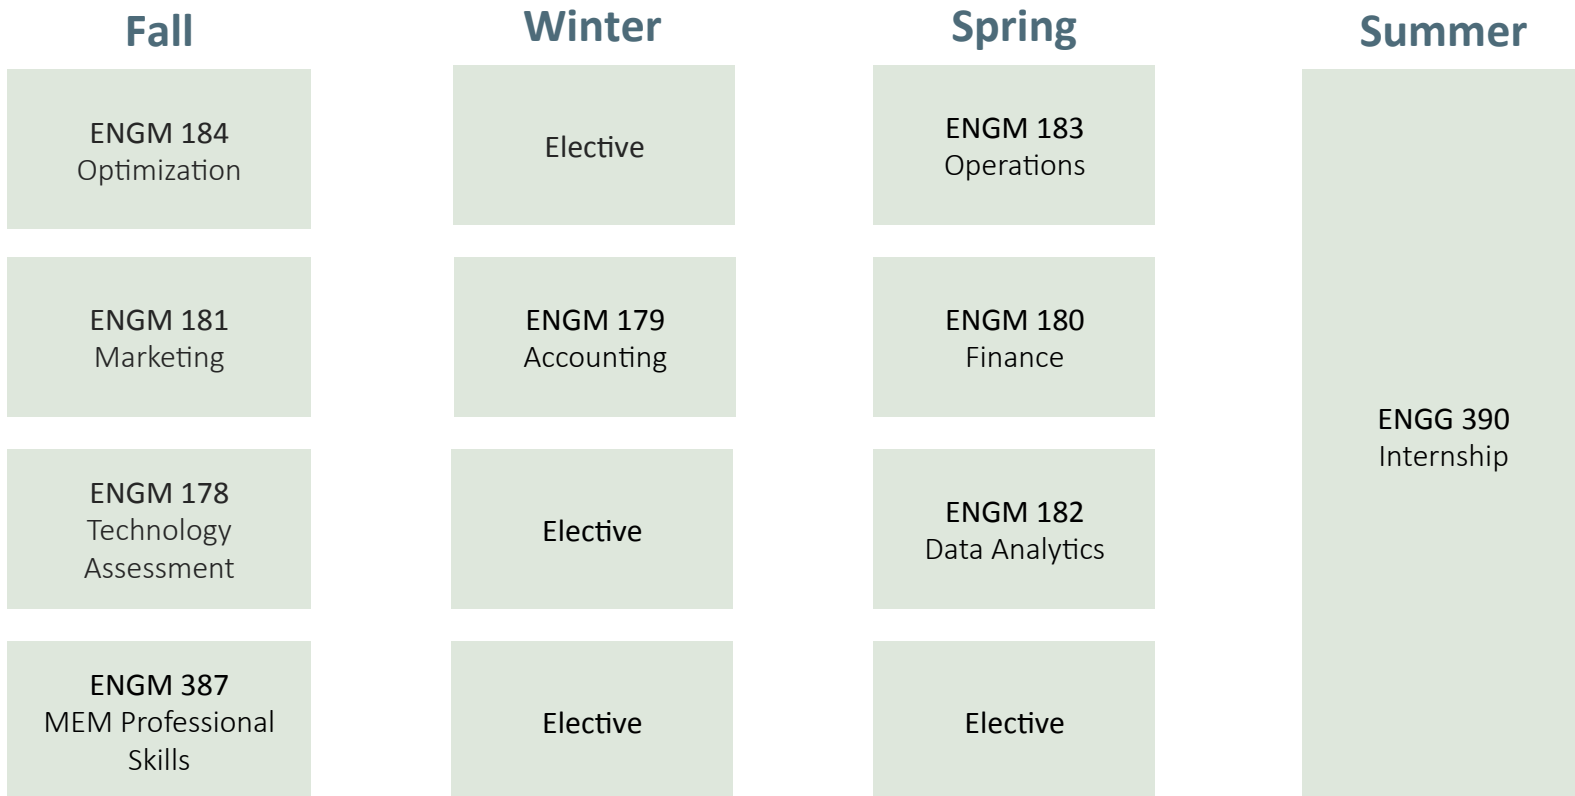 Fall
ENGM 184
Optimization
ENGM 181
Marketing
ENGM 178
Technology
Assessment
ENGM 387
MEM Professional
Skills
Winter
Elective
ENGM 179
Accounting
Elective
Elective
Spring
ENGM 183
Operations
ENGM 180
Finance
ENGM 182
Data Analytics
Elective
Summer
ENGG 390
Internship